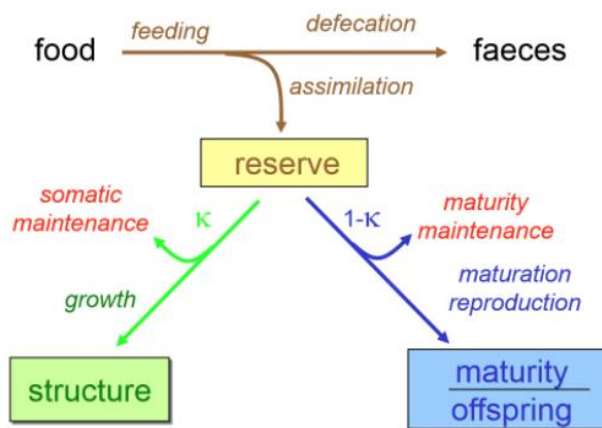 feeding
defecation
food
faeces
assimilation
reserve
somatic
maintenance
κ
1-κ
maturity
maintenance
growth
maturation
reproduction
structure
maturity
offspring